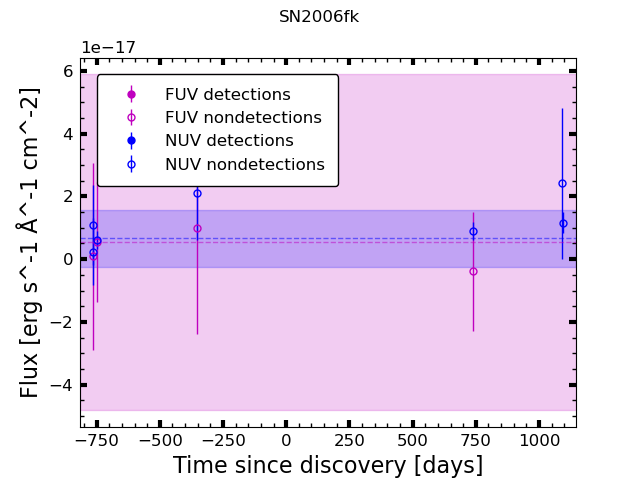 SN2006fk
1e−17
6
4
2
0
−2
−4
Flux [erg s^-1 Å^-1 cm^-2]
FUV detections
FUV nondetections
NUV detections
NUV nondetections
−750 −500 −250 0 250 500 750 1000
Time since discovery [days]